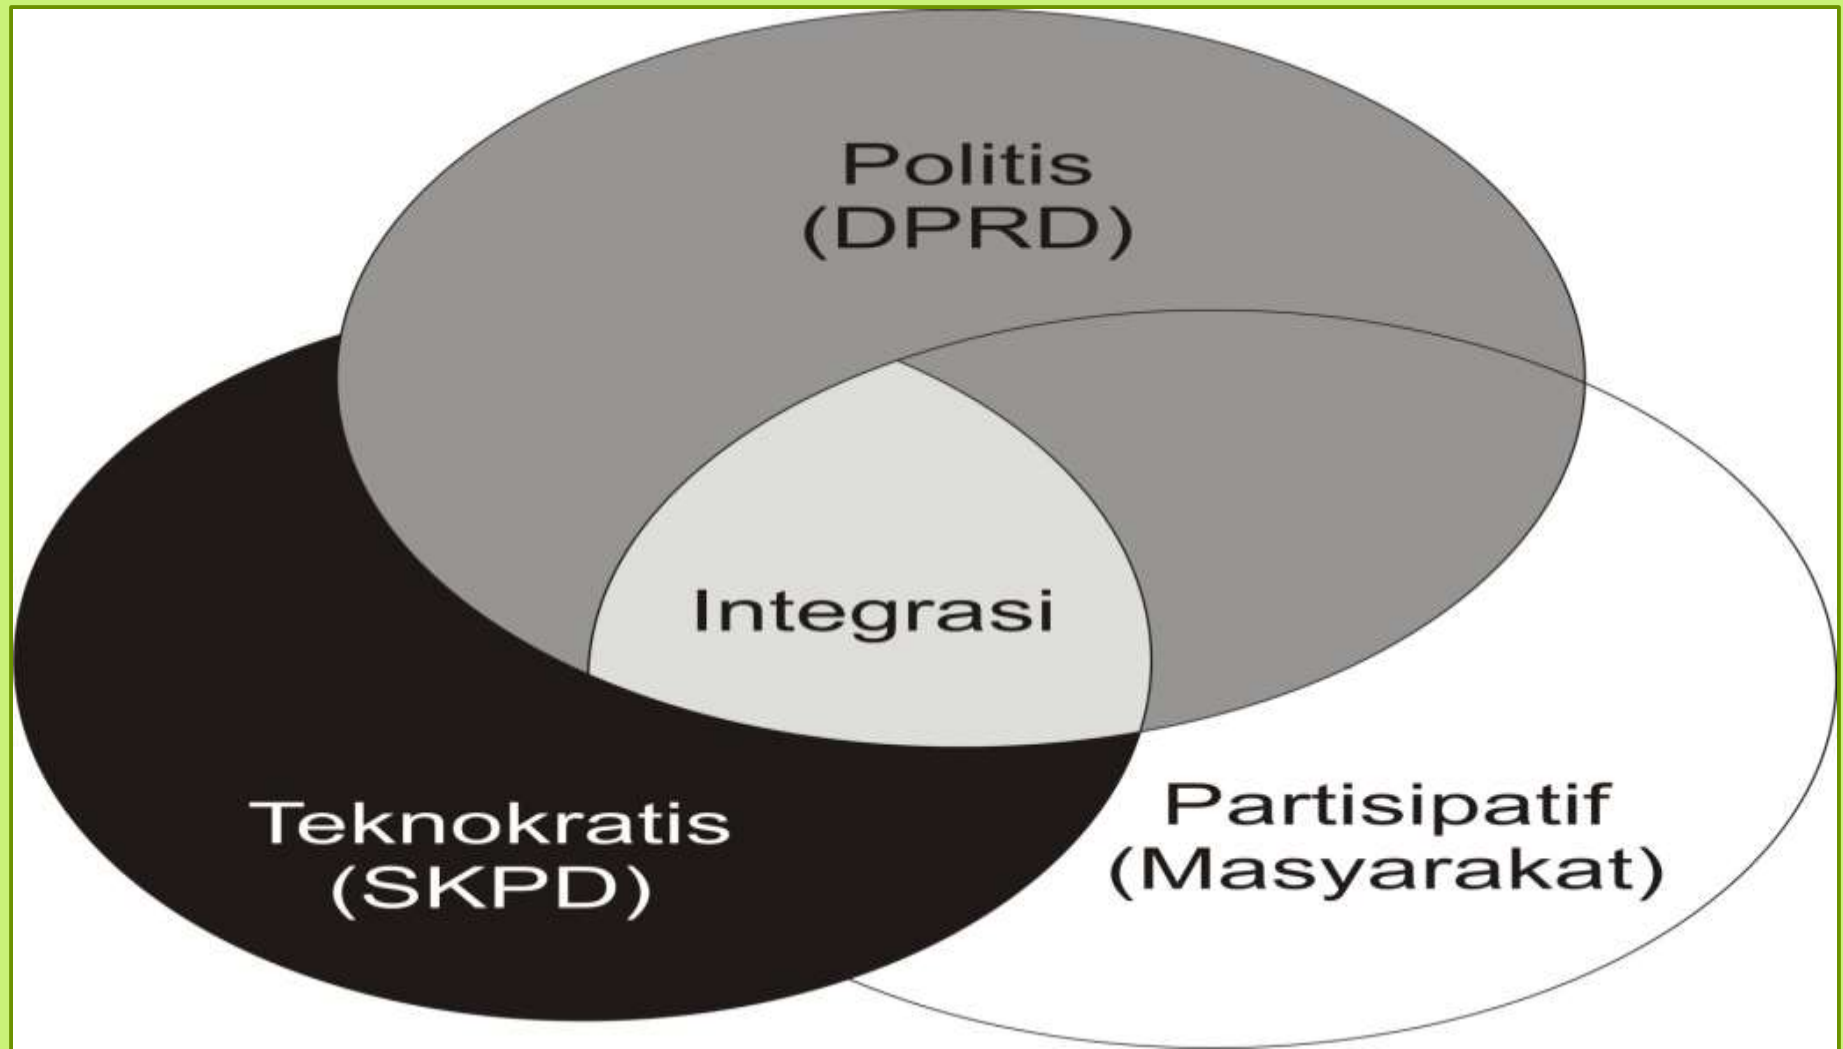 Politis
(DPRD)
Integrasi
Teknokratis
(SKPD)
Partisipatif
(Masyarakat)